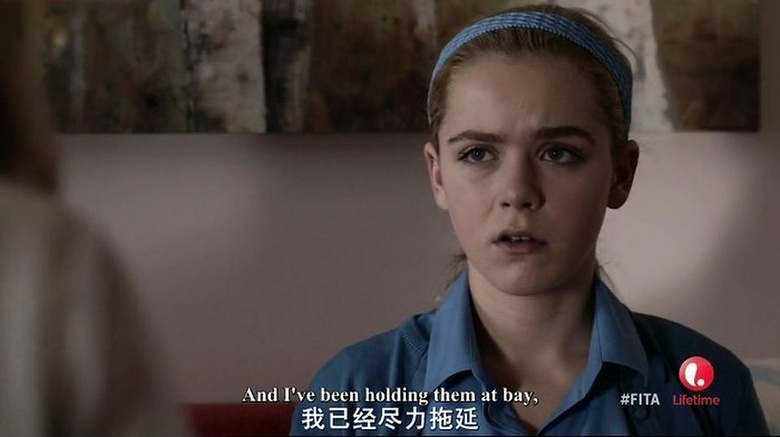 And I've been holding them at bay,
我已经尽力拖延
#FITA
Lifetime